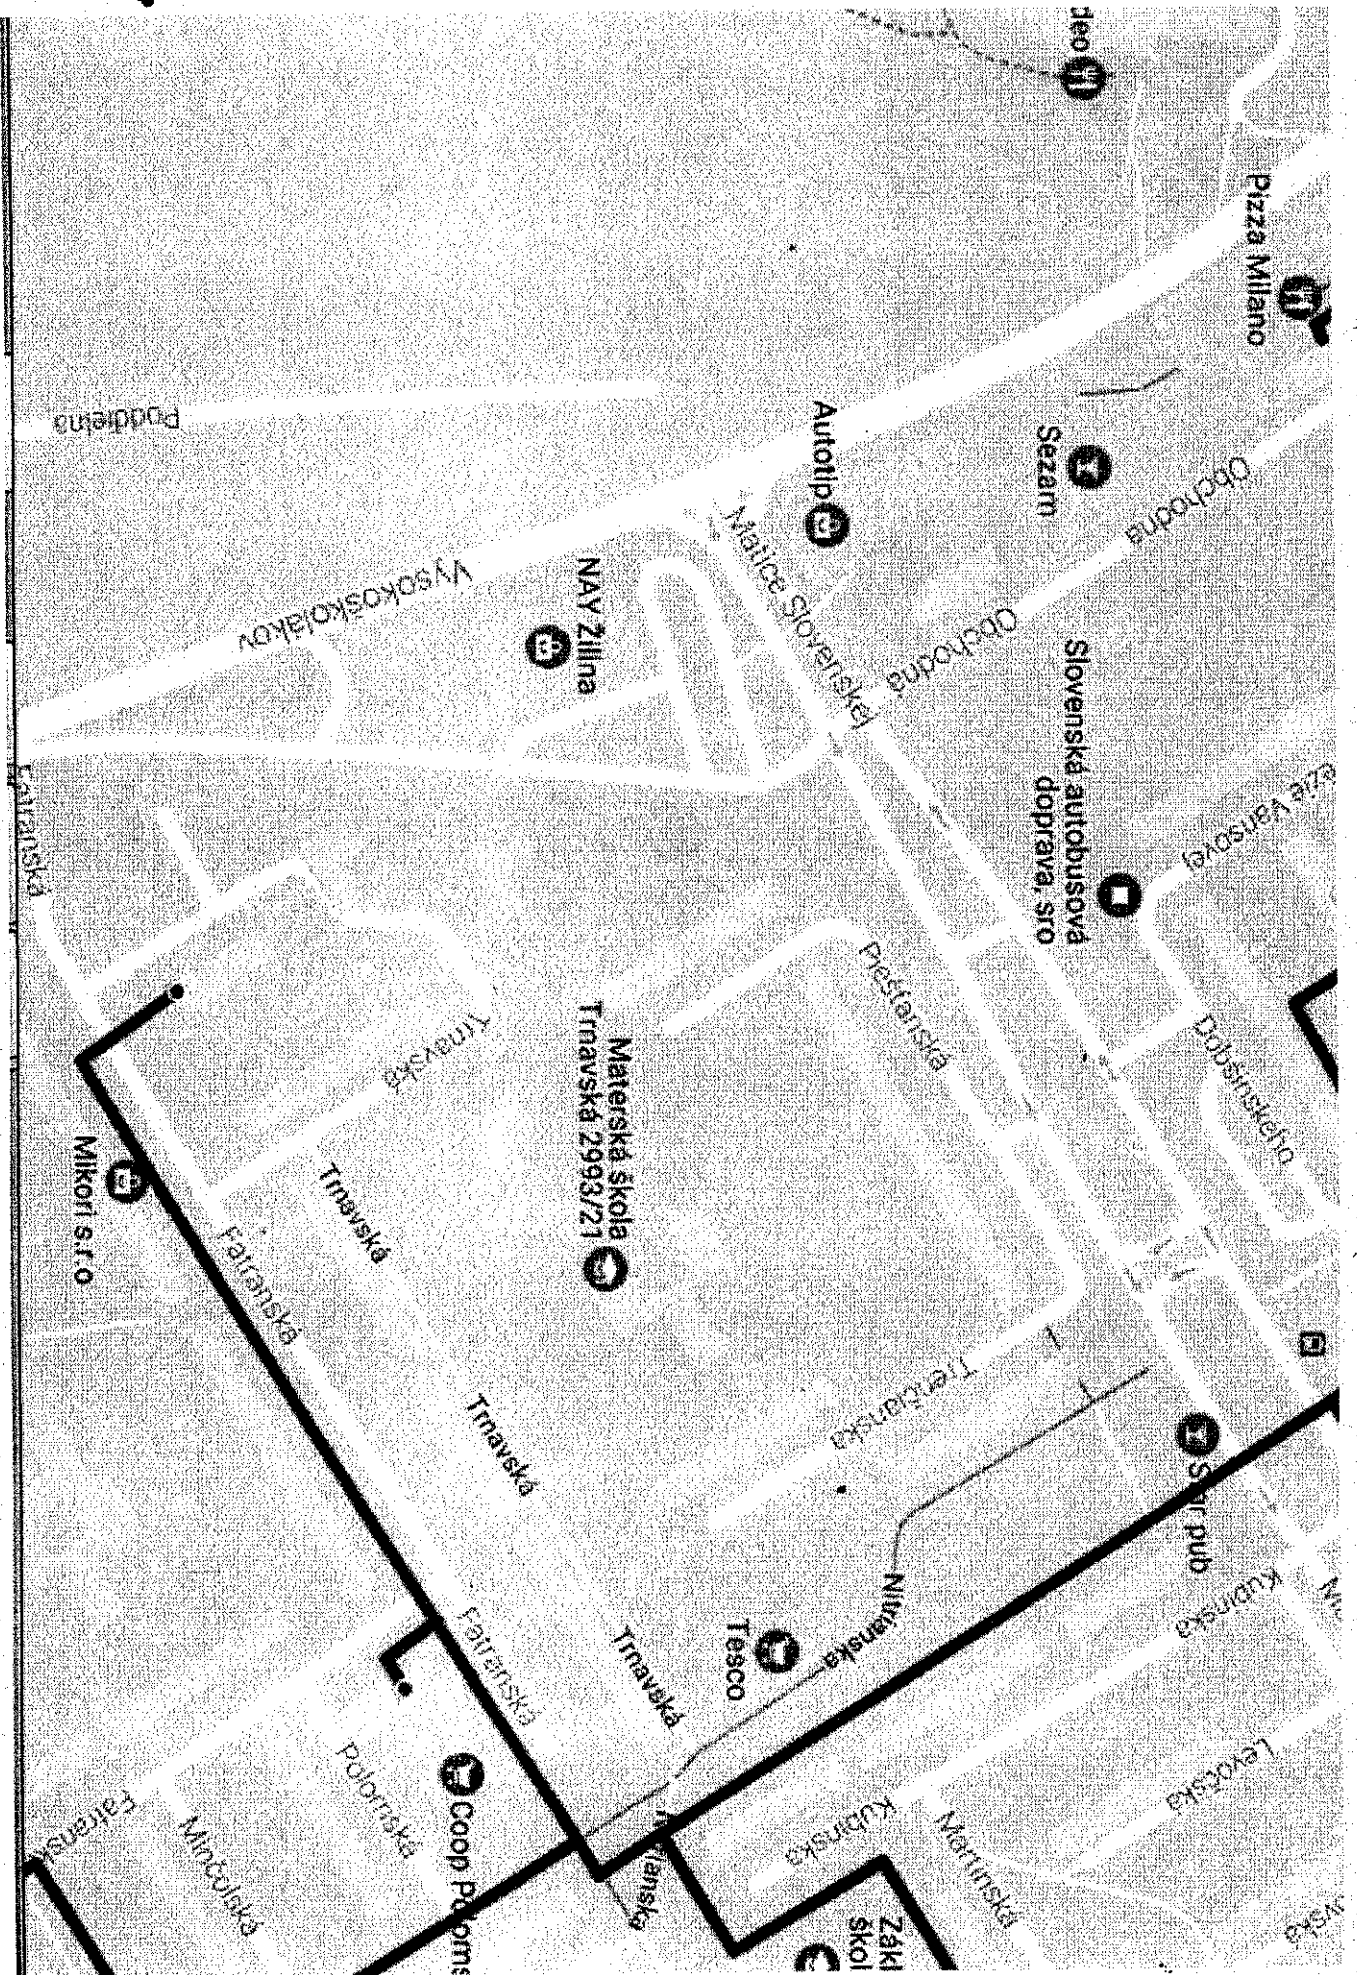 Pizza Milano
Sezam
Obchodná
Autotip
Obchodná
Matice Slovenskej
Slovenská autobusová
doprava, sro
Dobšinského
Poddielna
Vysokoškolákov
NAY Žilina
Piešťanská
Fatranská
Trnavská
Materská škola
Trnavská 2993/21
Mikori s.r.o
Trnavská
Fatranská
Trnavská
Trenčianska
Star pub
Kubínska
Nitrianska
Tesco
Trnavská
Fatranská
Levočská
Kubínska
Martinská
Polomská
Minčolská
Coop